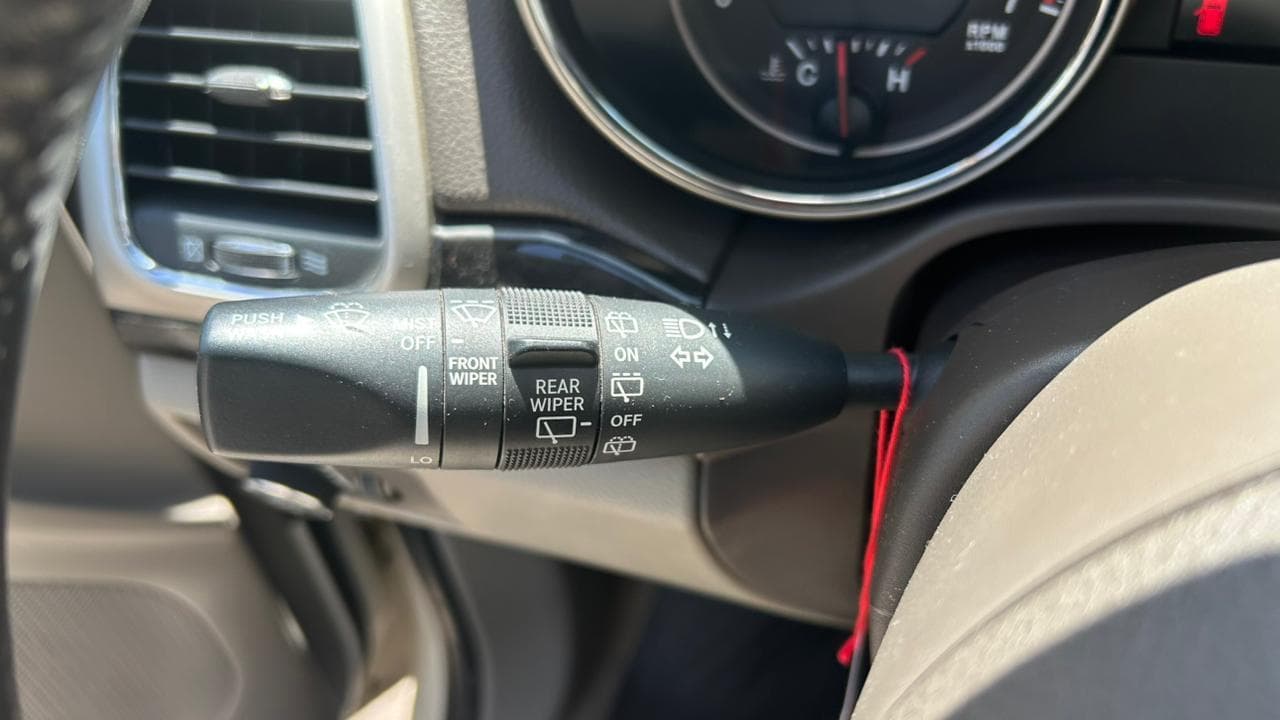 RPM
x1000
C H
PUSH
MIST
OFF
LO
FRONT
WIPER
REAR
WIPER
ON
OFF